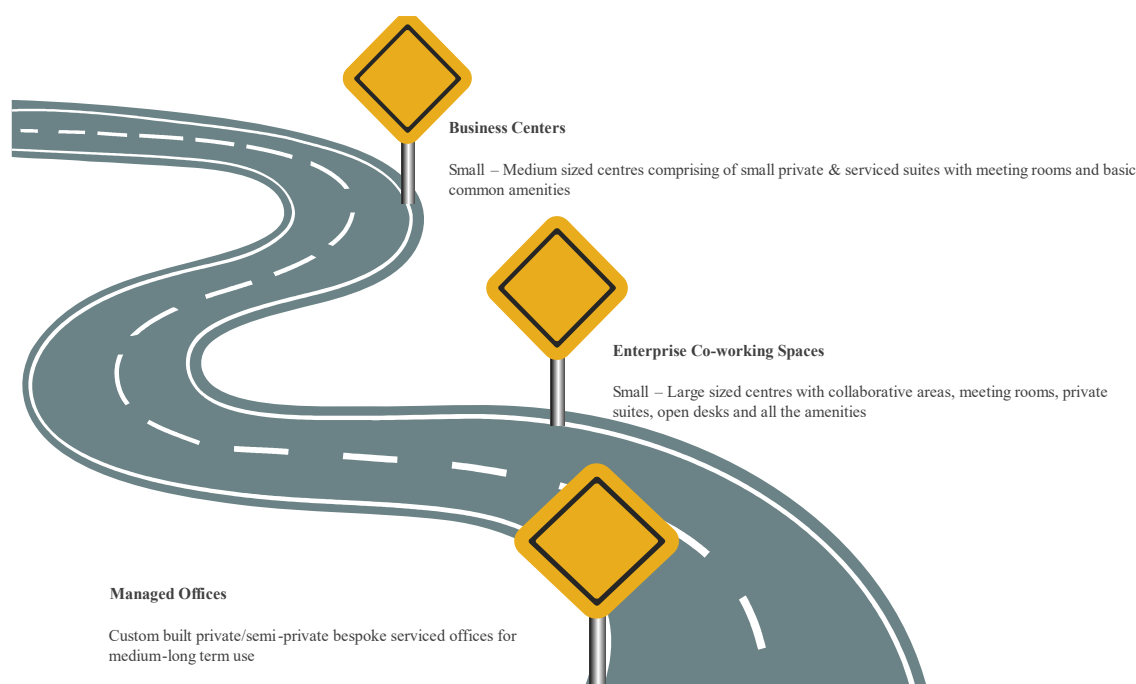 Business Centers
Small – Medium sized centres comprising of small private & serviced suites with meeting rooms and basic
common amenities
Enterprise Co-working Spaces
Small – Large sized centres with collaborative areas, meeting rooms, private
suites, open desks and all the amenities
Managed Offices
Custom built private/semi-private bespoke serviced offices for
medium-long term use